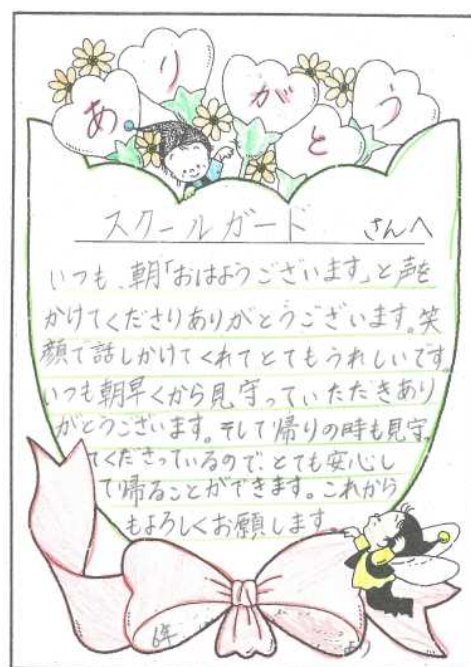 ありがとう
スクールガード さんへ
いつも、朝「おはようございます」と声を
かけてくださりありがとうございます。笑
顔で話しかけてくれてとてもうれしいです。
いつも朝早くから見守っていただきあり
がとうございます。そして帰りの時も見守っ
てくださっているので、とても安心し
て帰ることができます。これから
もよろしくお願します
6年 より